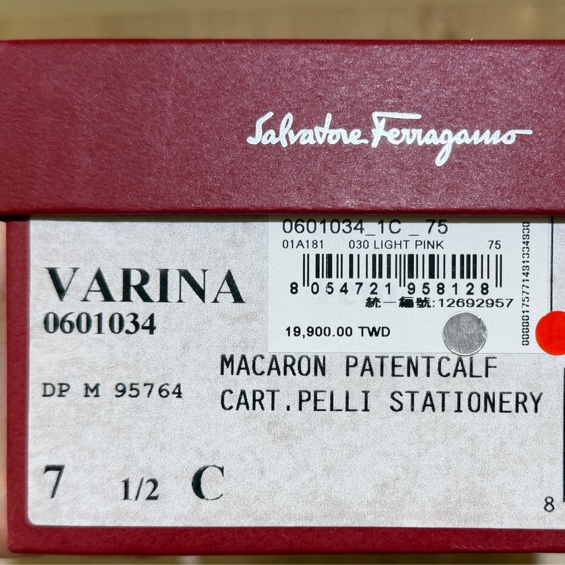 Salvatore Ferragamo
0601034_1C _ 75
01A181 030 LIGHT PINK 75
8 054721 958128
統一編號:12692957
19,900.00 TWD
VARINA
0601034
MACARON PATENTCALF
DP M 95764
CART.PELLI STATIONERY
7 1/2 C
8